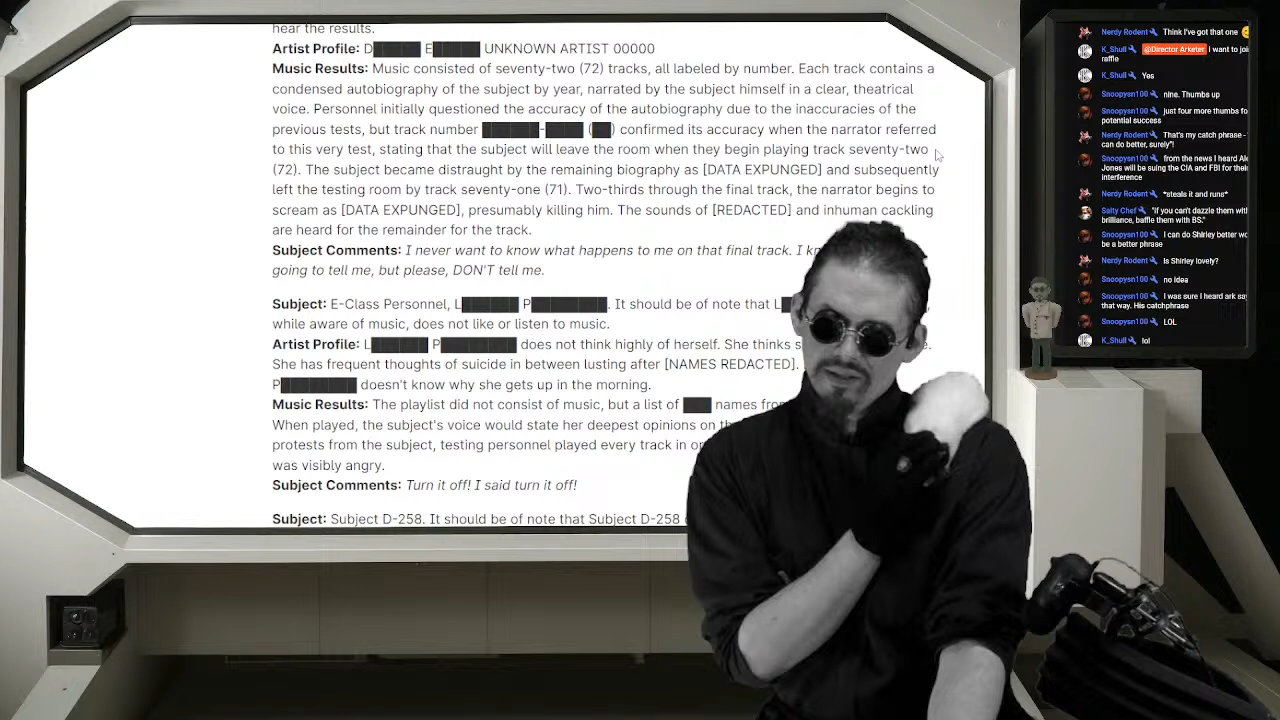 hear the results.
Artist Profile: D█████ E█████ UNKNOWN ARTIST 00000
Music Results: Music consisted of seventy-two (72) tracks, all labeled by number. Each track contains a
condensed autobiography of the subject by year, narrated by the subject himself in a clear, theatrical
voice. Personnel initially questioned the accuracy of the autobiography due to the inaccuracies of the
previous tests, but track number ██████-████ (██) confirmed its accuracy when the narrator referred
to this very test, stating that the subject will leave the room when they begin playing track seventy-two
(72). The subject became distraught by the remaining biography as [DATA EXPUNGED] and subsequently
left the testing room by track seventy-one (71). Two-thirds through the final track, the narrator begins to
scream as [DATA EXPUNGED], presumably killing him. The sounds of [REDACTED] and inhuman cackling
are heard for the remainder for the track.
Subject Comments: I never want to know what happens to me on that final track. I
going to tell me, but please, DON'T tell me.
Subject: E-Class Personnel, L██████ P████████. It should be of note that L
while aware of music, does not like or listen to music.
Artist Profile: L██████ P████████ does not think highly of herself. She thinks
She has frequent thoughts of suicide in between lusting after [NAMES REDACTED].
P████████ doesn't know why she gets up in the morning.
Music Results: The playlist did not consist of music, but a list of ███ names
When played, the subject's voice would state her deepest opinions on
protests from the subject, testing personnel played every track in
was visibly angry.
Subject Comments: Turn it off! I said turn it off!
Subject: Subject D-258. It should be of note that Subject D-258
Nerdy Rodent Think I've got that one
K_Shull @Director Arketer I want to joi
raffle
K_Shull Yes
Snoopysn100 nine. Thumbs up
Snoopysn100 just four more thumbs fo
potential success
Nerdy Rodent That's my catch phrase -
can do better, surely"!
Snoopysn100 from the news I heard Al
Jones will be suing the CIA and FBI for thei
interference
Nerdy Rodent *steals it and runs*
Salty Chef "If you can't dazzle them wit
brilliance, baffle them with BS."
Snoopysn100 I can do Shirley better wo
be a better phrase
Nerdy Rodent Is Shirley lovely?
Snoopysn100 no idea
Snoopysn100 I was sure I heard ark sa
that way. His catchphrase
Snoopysn100 LOL
K_Shull lol